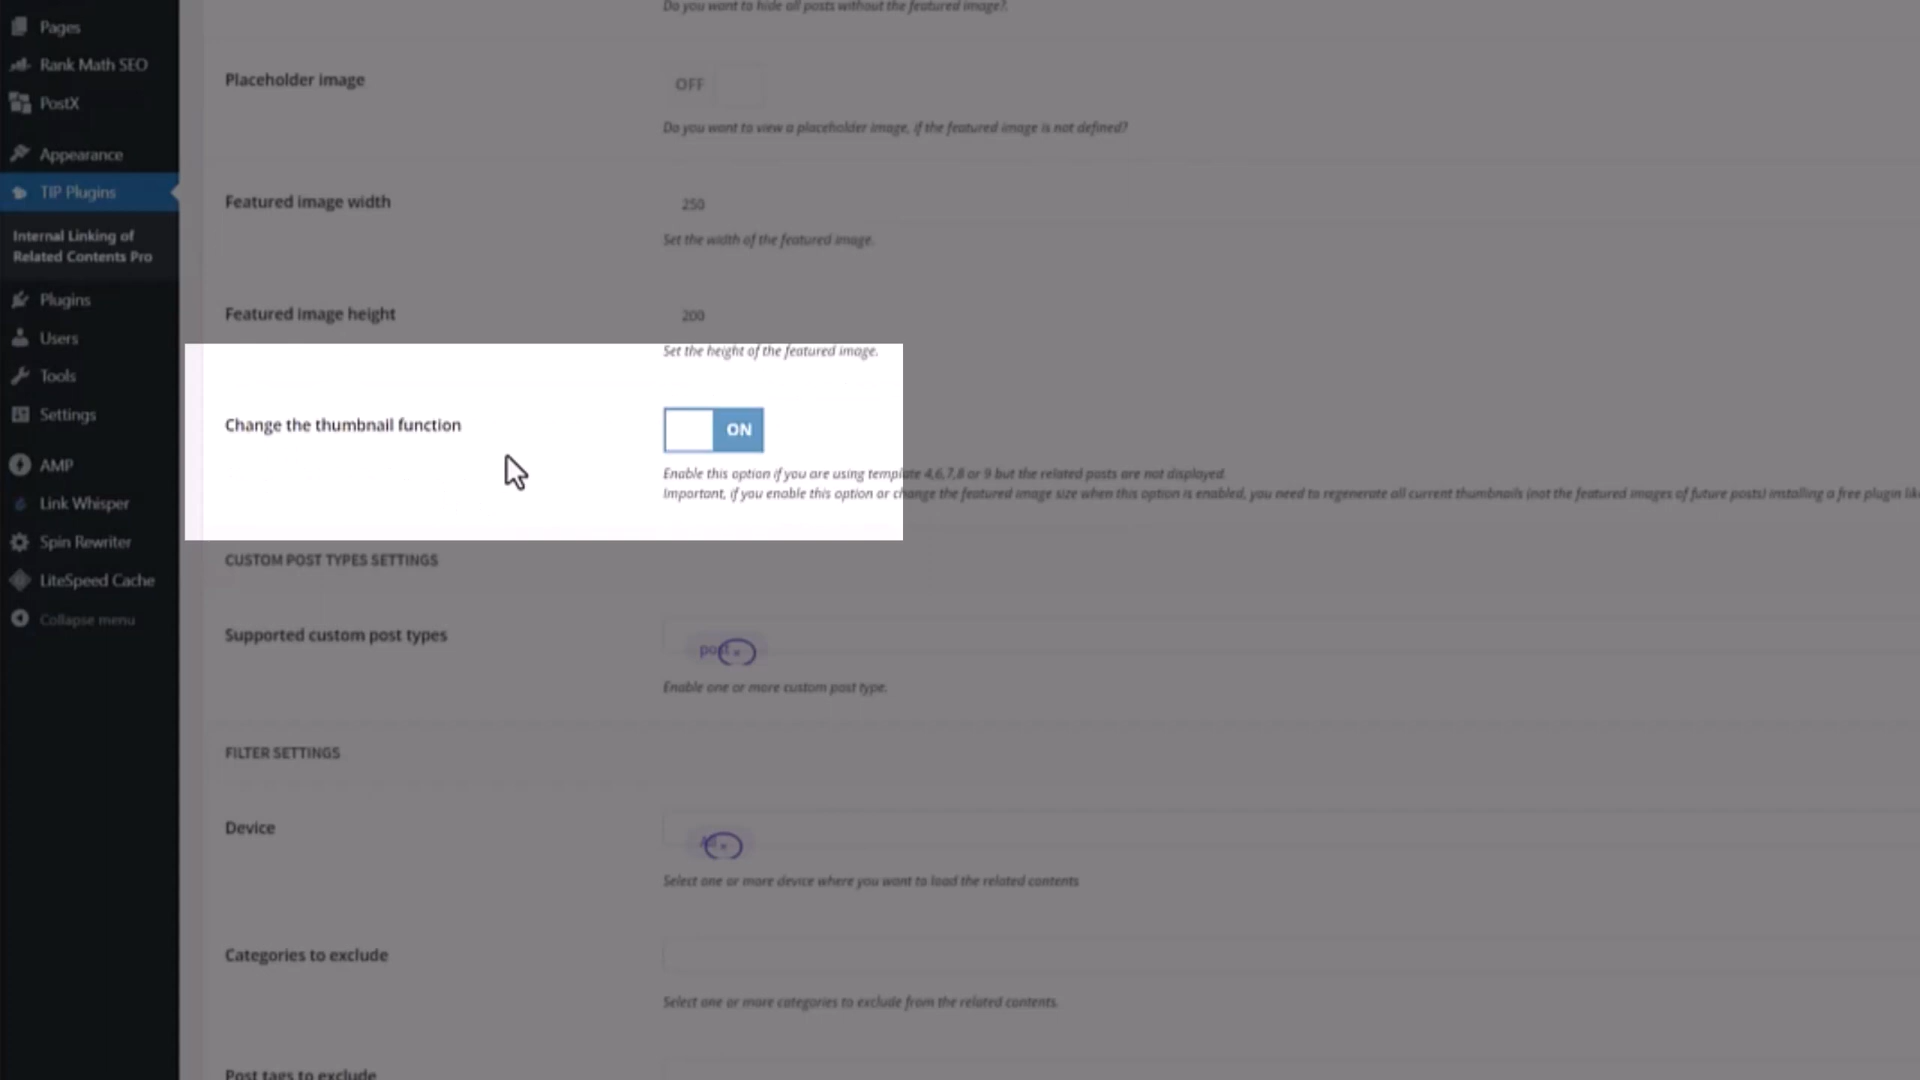 Pages
Rank Math SEO
PostX
Appearance
TIP Plugins
Internal Linking of
Related Contents Pro
Plugins
Users
Tools
Settings
AMP
Link Whisper
Spin Rewriter
LiteSpeed Cache
Collapse menu
Do you want to hide all posts without the featured image?.
Placeholder image
OFF
Do you want to view a placeholder image, if the featured image is not defined?
Featured image width
250
Set the width of the featured image.
Featured image height
200
Set the height of the featured image.
Change the thumbnail function
ON
Enable this option if you are using template 4,6,7,8 or 9 but the related posts are not displayed
Important, if you enable this option or change the featured image size when this option is enabled, you need to regenerate all current thumbnails (not the featured images of future posts) installing a free plugin
CUSTOM POST TYPES SETTINGS
Supported custom post types
post
Enable one or more custom post type.
FILTER SETTINGS
Device
Select one or more device where you want to load the related contents
Categories to exclude
Select one or more categories to exclude from the related contents.
Post tags to exclude